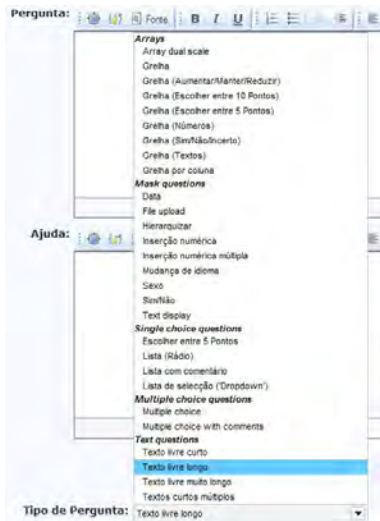 Pergunta: Fonte B I U
Arrays
Array dual scale
Grelha
Grelha (Aumentar/Manter/Reduzir)
Grelha (Escolher entre 10 Pontos)
Grelha (Escolher entre 5 Pontos)
Grelha (Números)
Grelha (Sim/Não/Incerto)
Grelha (Textos)
Grelha por coluna
Mask questions
Data
File upload
Hierarquizar
Ajuda:
Inserção numérica
Inserção numérica múltipla
Mudança de idioma
Sexo
Sim/Não
Text display
Single choice questions
Escolher entre 5 Pontos
Lista (Rádio)
Lista com comentário
Lista de selecção ('Dropdown')
Multiple choice questions
Multiple choice
Multiple choice with comments
Text questions
Texto livre curto
Texto livre longo
Texto livre muito longo
Textos curtos múltiplos
Tipo de Pergunta: Texto livre longo